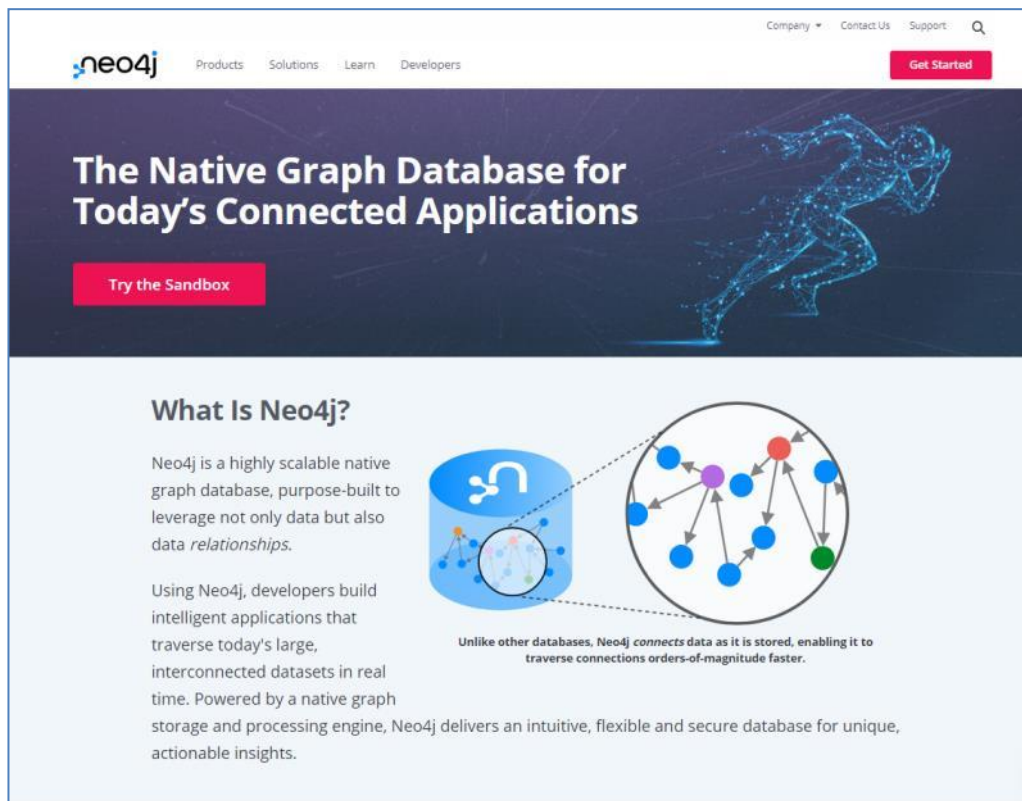 Company Contact Us Support
neo4j Products Solutions Learn Developers Get Started
The Native Graph Database for
Today's Connected Applications
Try the Sandbox
What Is Neo4j?
Neo4j is a highly scalable native
graph database, purpose-built to
leverage not only data but also
data relationships.
Using Neo4j, developers build
intelligent applications that
traverse today's large,
interconnected datasets in real
time. Powered by a native graph
storage and processing engine, Neo4j delivers an intuitive, flexible and secure database for unique,
actionable insights.
Unlike other databases, Neo4j connects data as it is stored, enabling it to
traverse connections orders-of-magnitude faster.